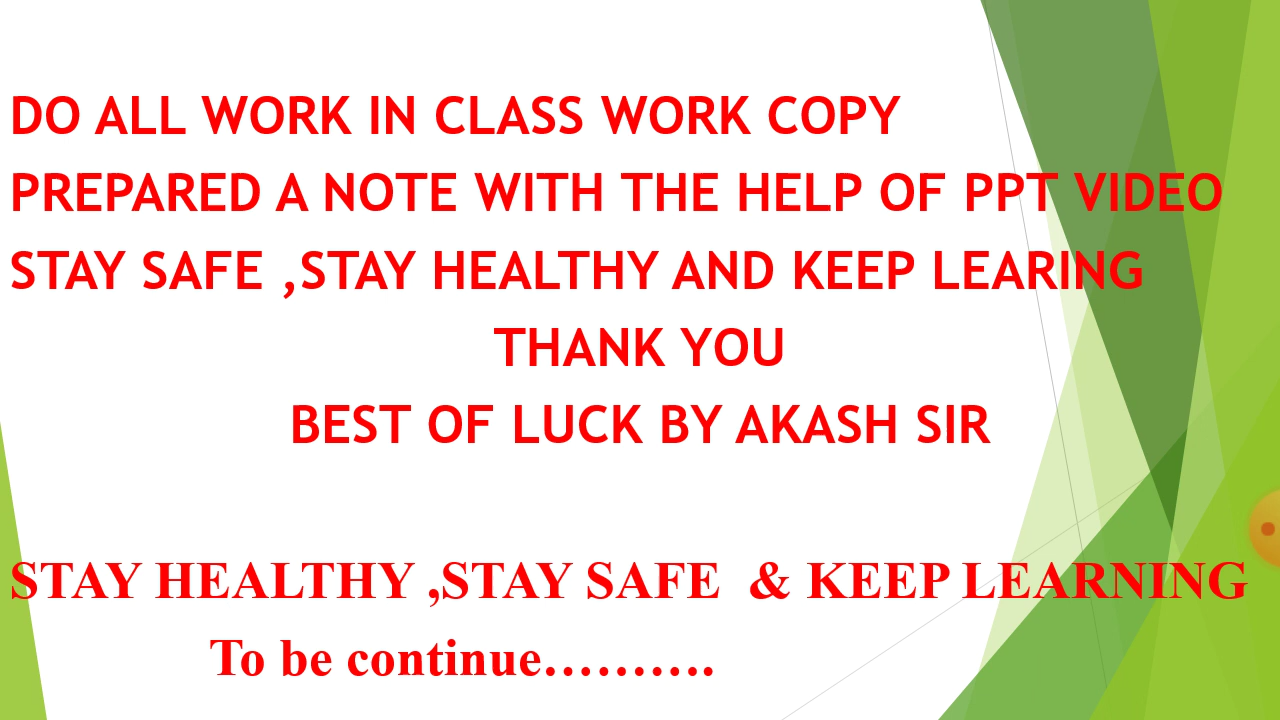 DO ALL WORK IN CLASS WORK COPY
PREPARED A NOTE WITH THE HELP OF PPT VIDEO
STAY SAFE ,STAY HEALTHY AND KEEP LEARING
THANK YOU
BEST OF LUCK BY AKASH SIR
STAY HEALTHY ,STAY SAFE & KEEP LEARNING
To be continue……….